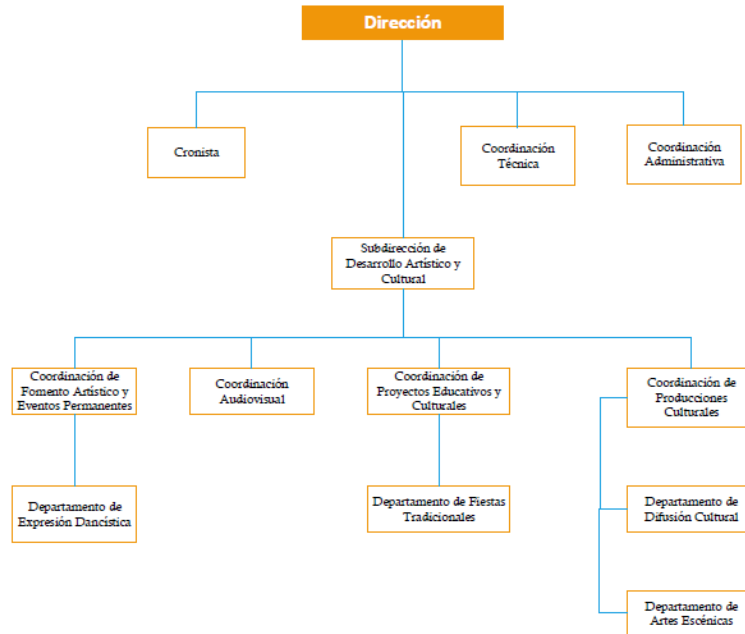 Dirección
Cronista
Coordinación
Técnica
Coordinación
Administrativa
Subdirección de
Desarrollo Artístico y
Cultural
Coordinación de
Fomento Artístico y
Eventos Permanentes
Coordinación
Audiovisual
Coordinación de
Proyectos Educativos y
Culturales
Coordinación de
Producciones
Culturales
Departamento de
Expresión Dancística
Departamento de Fiestas
Tradicionales
Departamento de
Difusión Cultural
Departamento de
Artes Escénicas